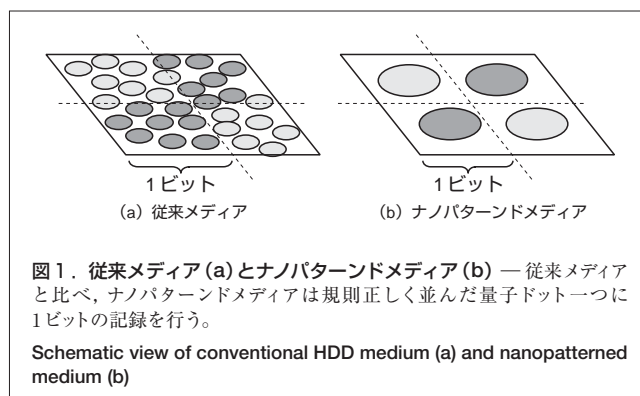 1ビット
1ビット
(a) 従来メディア
(b) ナノパターンドメディア
図1. 従来メディア(a)とナノパターンドメディア(b) — 従来メディア
と比べ,ナノパターンドメディアは規則正しく並んだ量子ドット一つに
1ビットの記録を行う。
Schematic view of conventional HDD medium (a) and nanopatterned
medium (b)